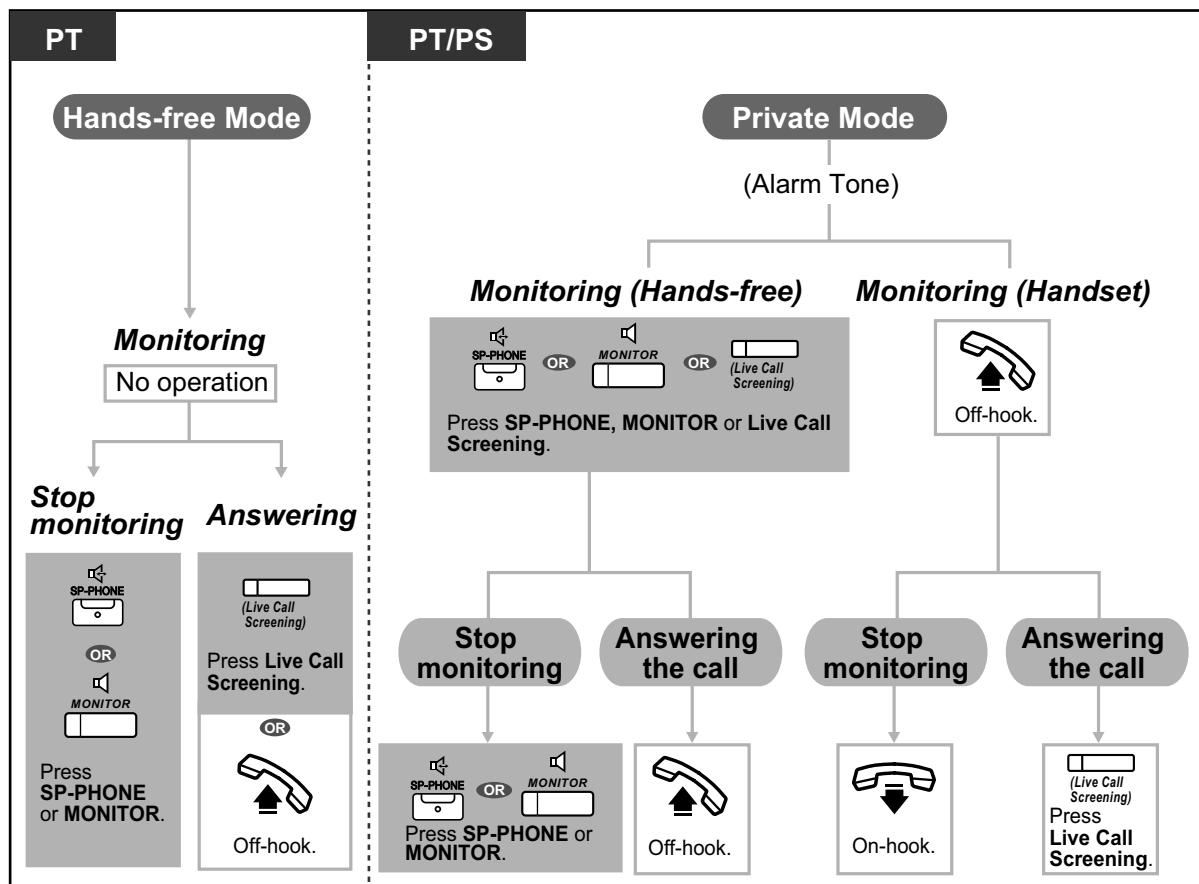 PT
Hands-free Mode
Monitoring
No operation
Stop
monitoring
SP-PHONE
OR
MONITOR
Press
SP-PHONE
or MONITOR.
Answering
(Live Call
Screening)
Press Live Call
Screening.
OR
Off-hook.
PT/PS
Private Mode
(Alarm Tone)
Monitoring (Hands-free)
SP-PHONE OR MONITOR OR (Live Call
Screening)
Press SP-PHONE, MONITOR or Live Call
Screening.
Stop
monitoring
SP-PHONE OR MONITOR
Press SP-PHONE or
MONITOR.
Answering
the call
Off-hook.
Monitoring (Handset)
Off-hook.
Stop
monitoring
On-hook.
Answering
the call
(Live Call
Screening)
Press
Live Call
Screening.